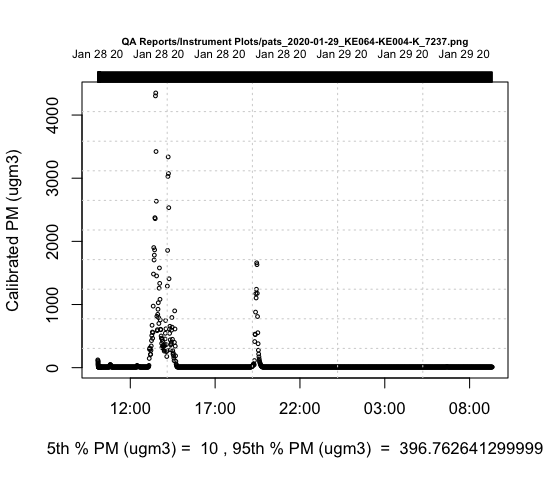 QA Reports/Instrument Plots/pats_2020-01-29_KE064-KE004-K_7237.png
Jan 28 20 Jan 28 20 Jan 28 20 Jan 28 20 Jan 29 20 Jan 29 20 Jan 29 20
Calibrated PM (ugm3)
4000
3000
2000
1000
0
12:00 17:00 22:00 03:00 08:00
5th % PM (ugm3) = 10 , 95th % PM (ugm3) = 396.762641299999